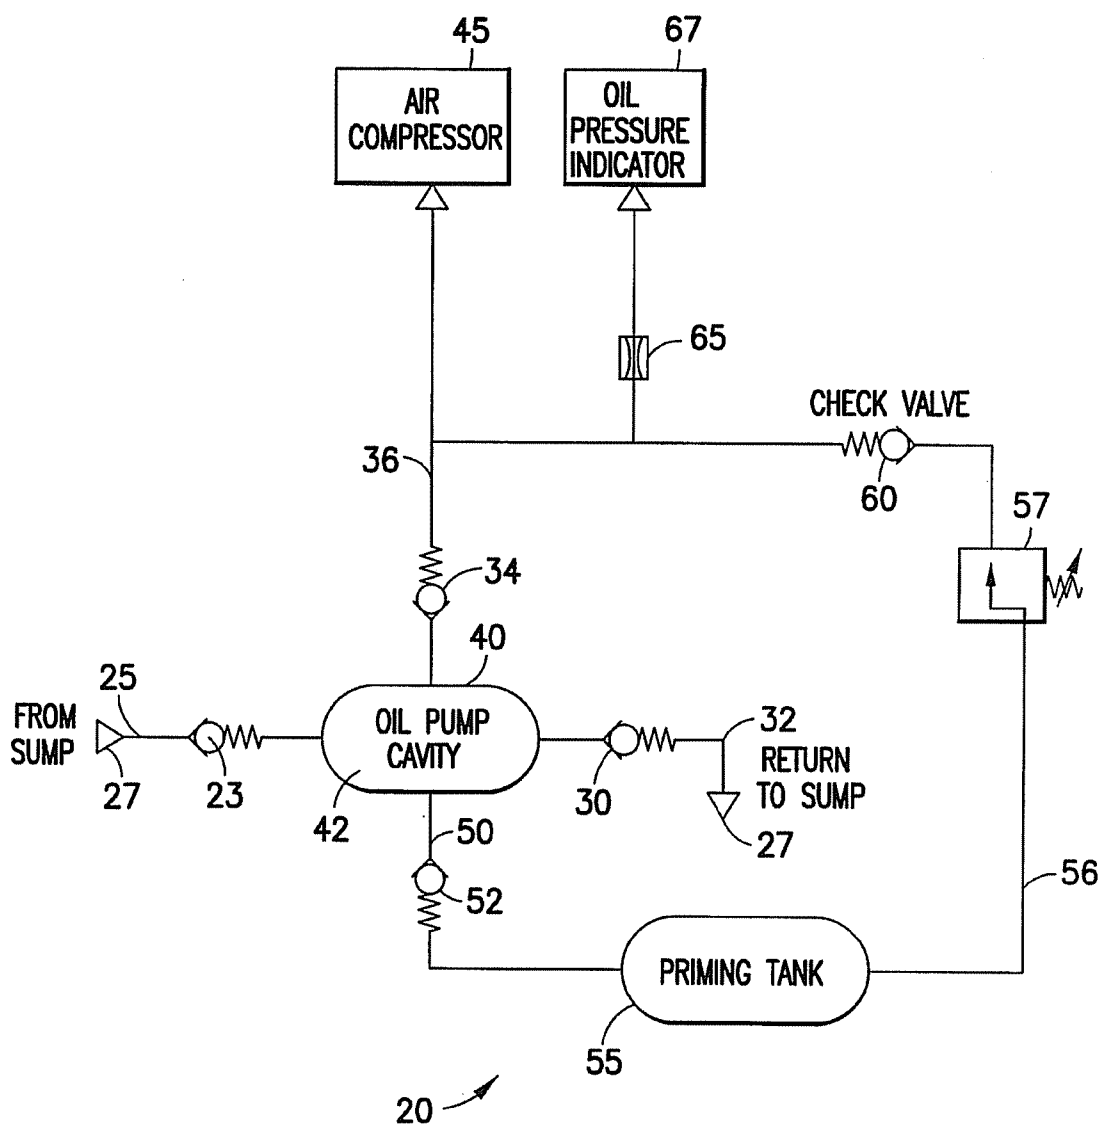 45
67
AIR
COMPRESSOR
OIL
PRESSURE
INDICATOR
65
CHECK VALVE
36
60
57
34
40
25
FROM
SUMP
OIL PUMP
CAVITY
32
RETURN
TO SUMP
27
23
30
42
50
27
52
56
PRIMING TANK
55
20